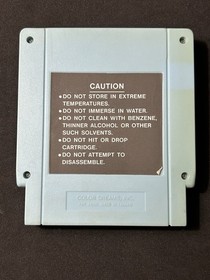 CAUTION
•DO NOT STORE IN EXTREME
TEMPERATURES.
•DO NOT IMMERSE IN WATER.
•DO NOT CLEAN WITH BENZENE,
THINNER ALCOHOL OR OTHER
SUCH SOLVENTS.
•DO NOT HIT OR DROP
CARTRIDGE.
•DO NOT ATTEMPT TO
DISASSEMBLE.